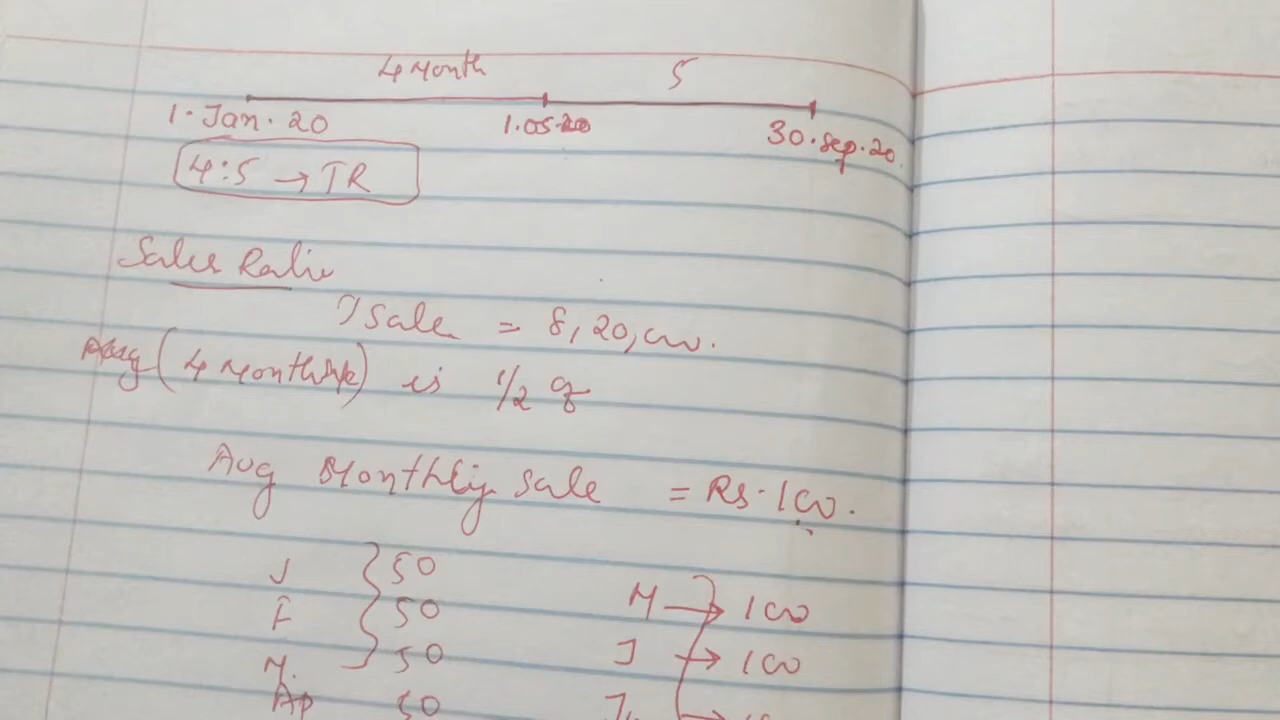 4 Month 5
1. Jan. 20 1.05.20 30. Sep. 20.
4:5 → TR
Sales Ratio
T Sale = 8,20,000.
Avg ( 4 Months ) is 1/2 of
Avg Monthly Sale = Rs. 100.
J 50
F 50 M → 100
M. 50 J → 100
Ap 50